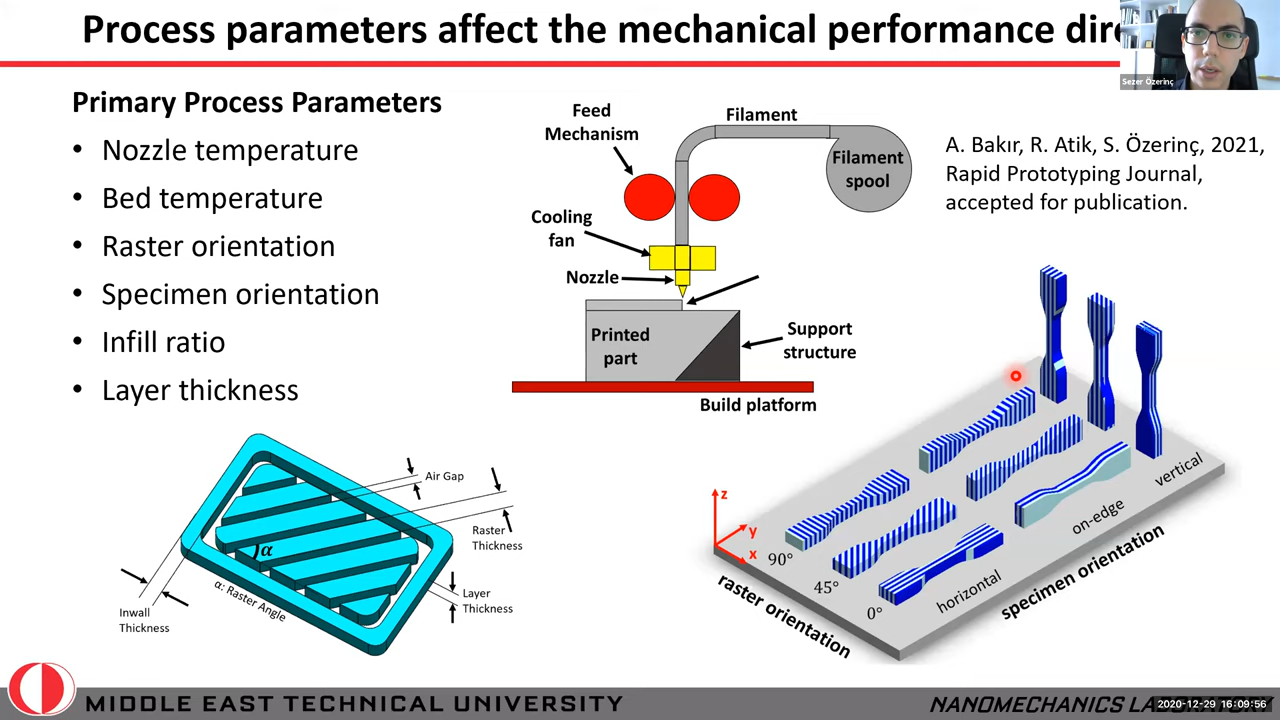 Process parameters affect the mechanical performance
Sezer Özerinç
Primary Process Parameters
• Nozzle temperature
• Bed temperature
• Raster orientation
• Specimen orientation
• Infill ratio
• Layer thickness
Feed
Mechanism
Filament
Filament
spool
Cooling
fan
Nozzle
Printed
part
Support
structure
Build platform
A. Bakır, R. Atik, S. Özerinç, 2021,
Rapid Prototyping Journal,
accepted for publication.
Air Gap
Raster
Thickness
α
α: Raster Angle
Layer
Thickness
Inwall
Thickness
z
y
x
90°
45°
0°
raster orientation
horizontal
on-edge
vertical
specimen orientation
MIDDLE EAST TECHNICAL UNIVERSITY
NANOMECHANICS
2020-12-29 16:09:56